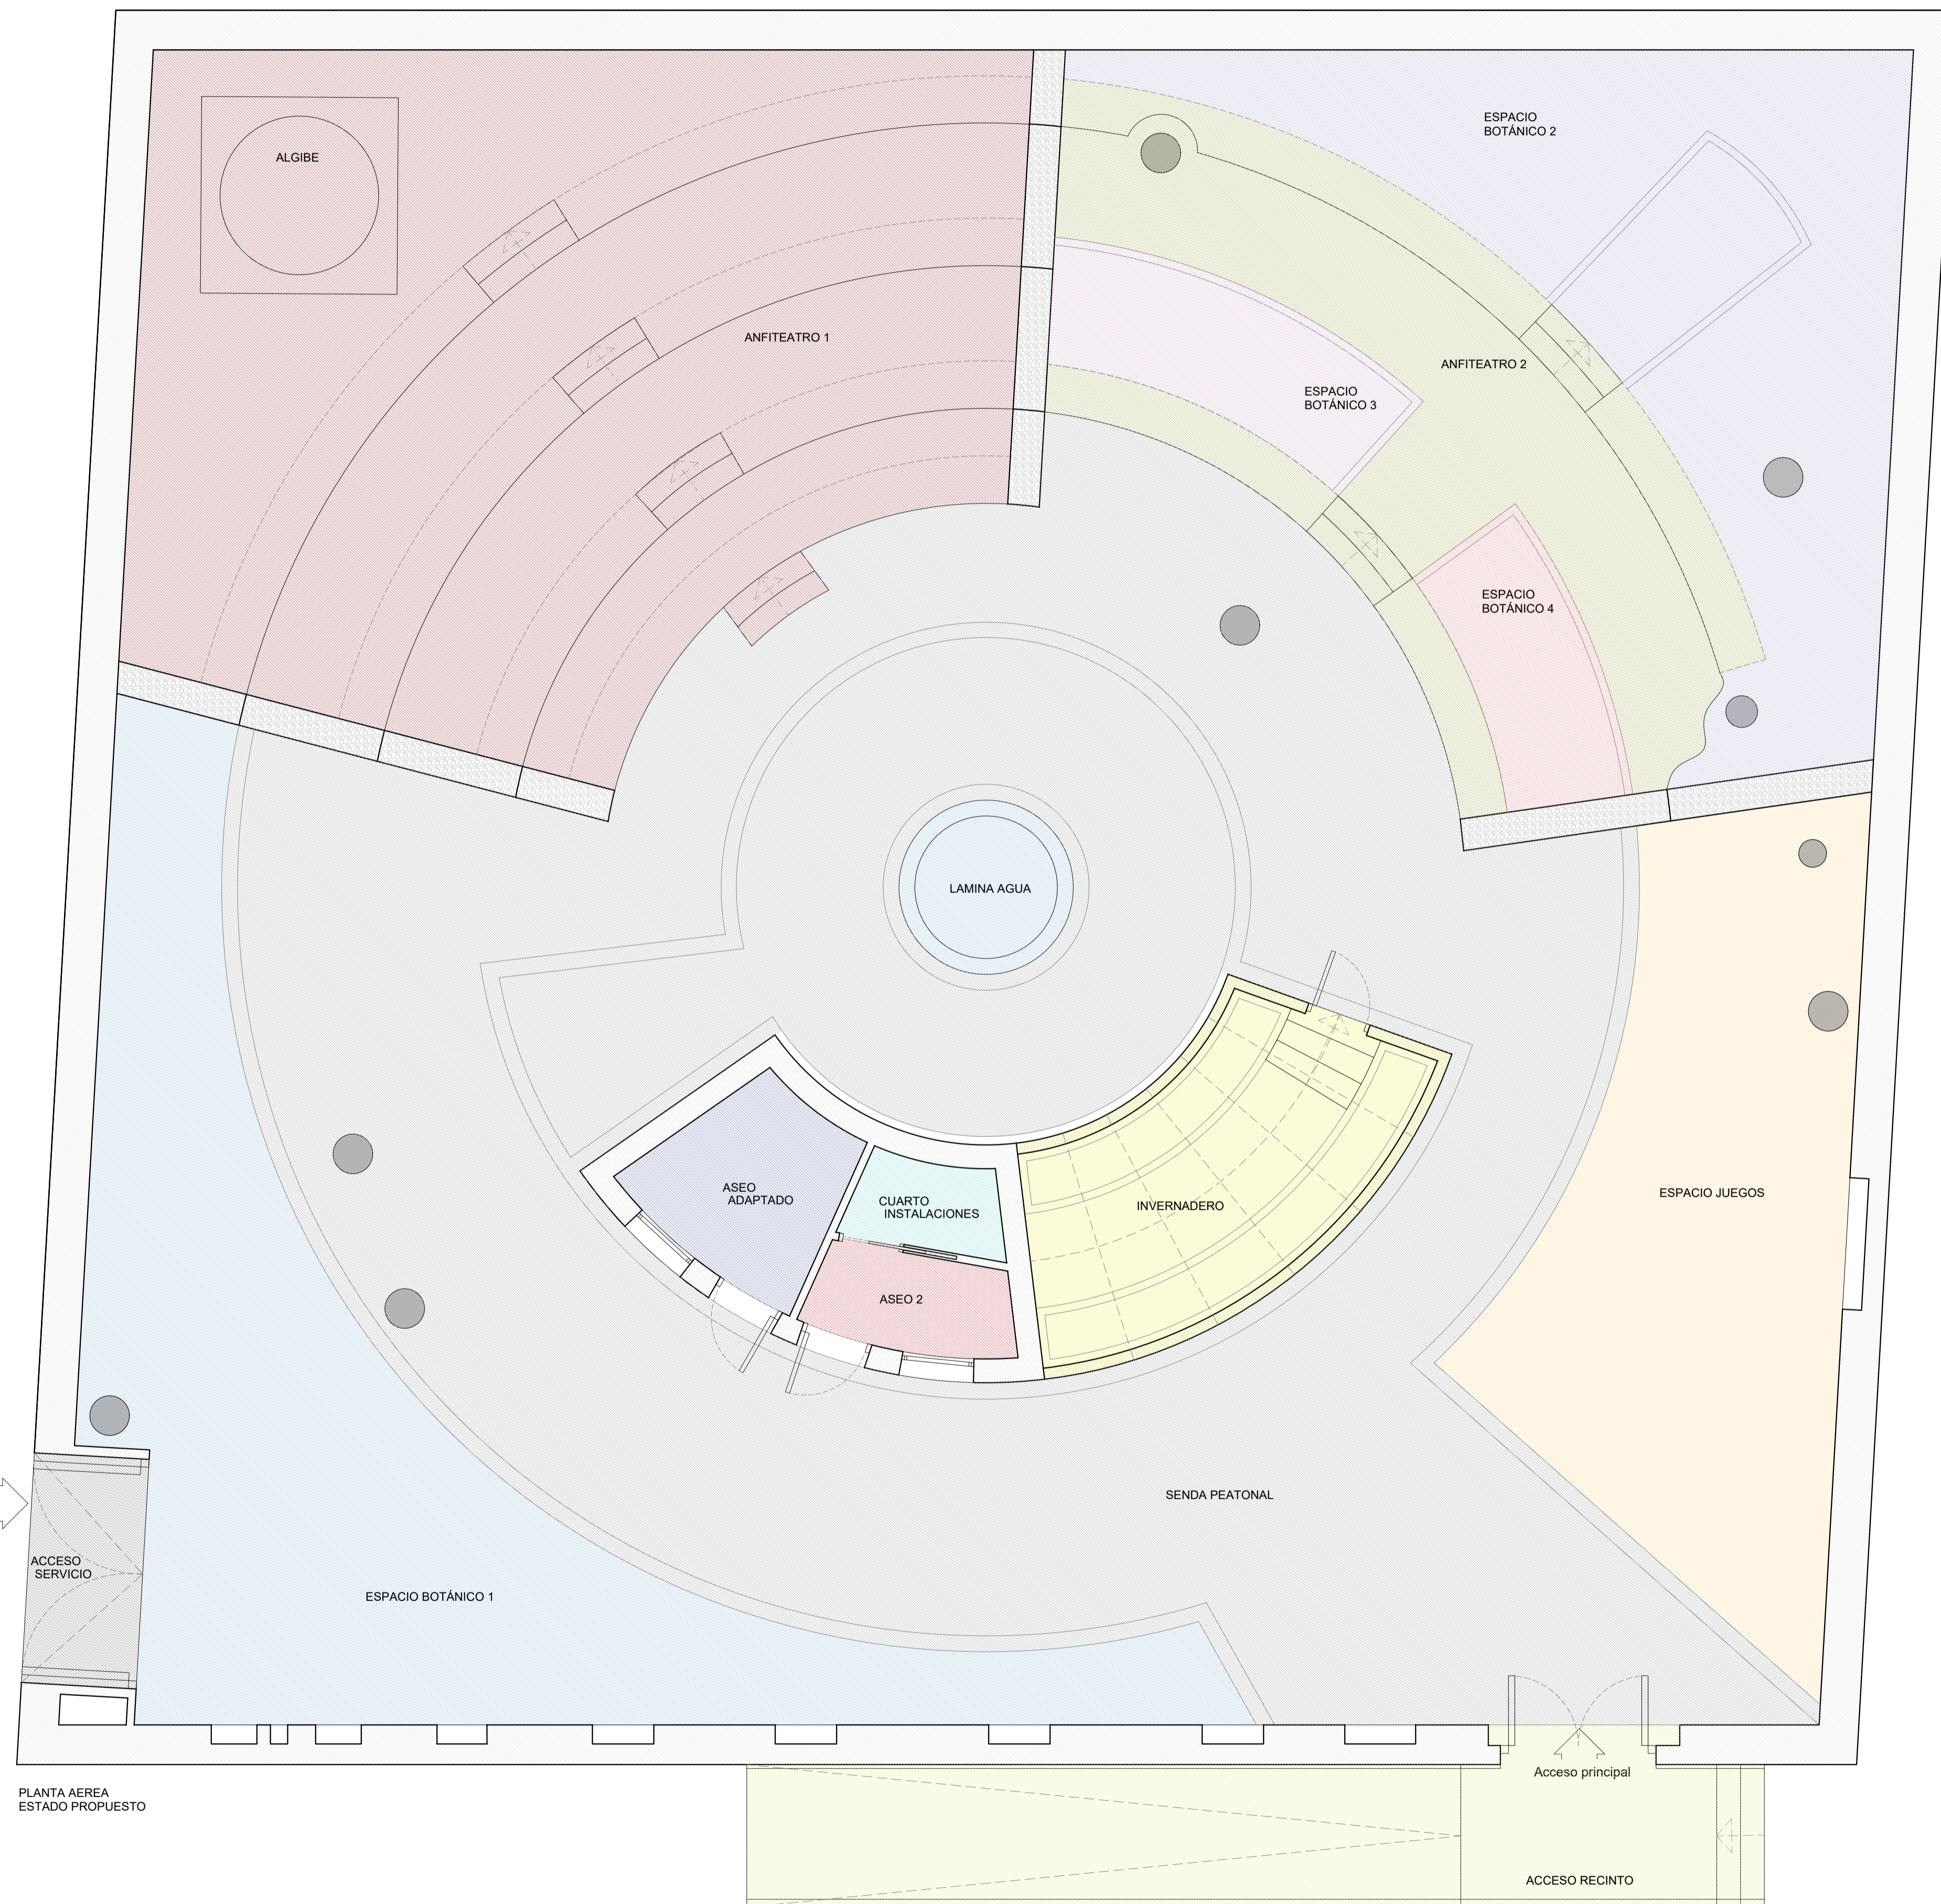 ESPACIO
BOTÁNICO 2
ALGIBE
ANFITEATRO 1
ANFITEATRO 2
ESPACIO
BOTÁNICO 3
ESPACIO
BOTÁNICO 4
LAMINA AGUA
ASEO
ADAPTADO
CUARTO
INSTALACIONES
INVERNADERO
ESPACIO JUEGOS
ASEO 2
SENDA PEATONAL
ACCESO
SERVICIO
ESPACIO BOTÁNICO 1
Acceso principal
PLANTA AEREA
ESTADO PROPUESTO
ACCESO RECINTO